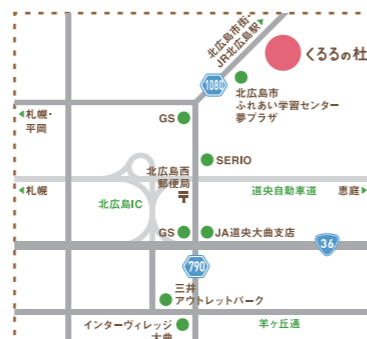 北広島市街・
JR北広島駅
くるるの杜
1080
北広島市
ふれあい学習センター
夢プラザ
札幌・
平岡
GS
SERIO
北広島西
郵便局
〒
札幌
道央自動車道
恵庭
北広島IC
GS
JA道央大曲支店
36
790
三井
アウトレットパーク
インターヴィレッジ
大曲
羊ヶ丘通